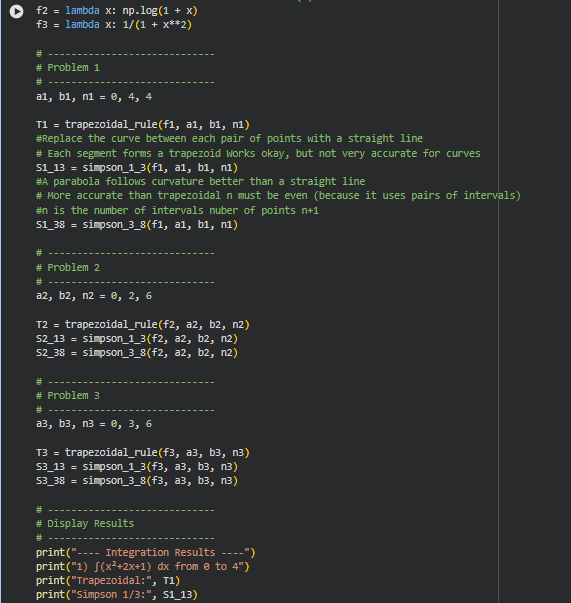 f2 = lambda x: np.log(1 + x)
f3 = lambda x: 1/(1 + x**2)
# -----------------------------
# Problem 1
# -----------------------------
a1, b1, n1 = 0, 4, 4
T1 = trapezoidal_rule(f1, a1, b1, n1)
#Replace the curve between each pair of points with a straight line
# Each segment forms a trapezoid Works okay, but not very accurate for curves
S1_13 = simpson_1_3(f1, a1, b1, n1)
#A parabola follows curvature better than a straight line
# More accurate than trapezoidal n must be even (because it uses pairs of intervals)
#n is the number of intervals nuber of points n+1
S1_38 = simpson_3_8(f1, a1, b1, n1)
# -----------------------------
# Problem 2
# -----------------------------
a2, b2, n2 = 0, 2, 6
T2 = trapezoidal_rule(f2, a2, b2, n2)
S2_13 = simpson_1_3(f2, a2, b2, n2)
S2_38 = simpson_3_8(f2, a2, b2, n2)
# -----------------------------
# Problem 3
# -----------------------------
a3, b3, n3 = 0, 3, 6
T3 = trapezoidal_rule(f3, a3, b3, n3)
S3_13 = simpson_1_3(f3, a3, b3, n3)
S3_38 = simpson_3_8(f3, a3, b3, n3)
# -----------------------------
# Display Results
# -----------------------------
print("---- Integration Results ----")
print("1) ∫(x²+2x+1) dx from 0 to 4")
print("Trapezoidal:", T1)
print("Simpson 1/3:", S1_13)